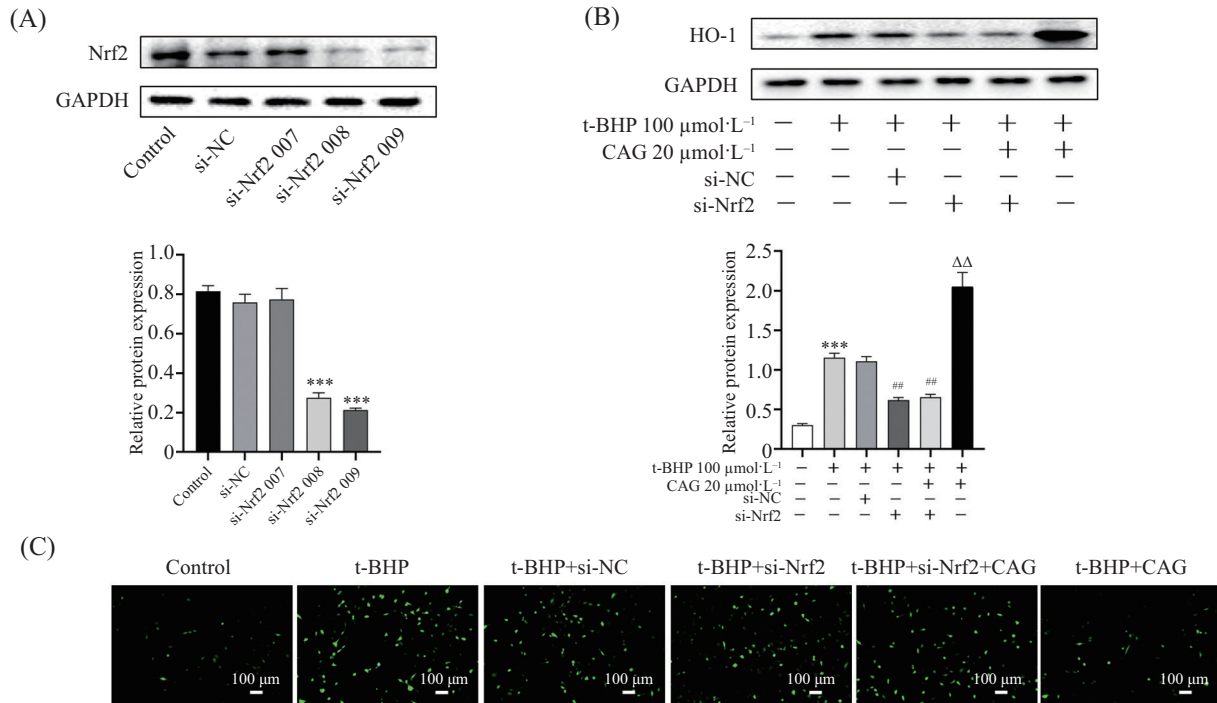 (A)
Nrf2
GAPDH
Control
si-NC
si-Nrf2 007
si-Nrf2 008
si-Nrf2 009
Relative protein expression
1.0
0.8
0.6
0.4
0.2
0
***
***
Control
si-NC
si-Nrf2 007
si-Nrf2 008
si-Nrf2 009
(B)
HO-1
GAPDH
t-BHP 100 µmol·L⁻¹ — + + + + +
CAG 20 µmol·L⁻¹ — — — — + +
si-NC — — + — — —
si-Nrf2 — — — + + —
Relative protein expression
2.5
2.0
1.5
1.0
0.5
0
***
##
##
ΔΔ
t-BHP 100 µmol·L⁻¹ — + + + + +
CAG 20 µmol·L⁻¹ — — — — + +
si-NC — — + — — —
si-Nrf2 — — — + + —
(C)
Control
t-BHP
t-BHP+si-NC
t-BHP+si-Nrf2
t-BHP+si-Nrf2+CAG
t-BHP+CAG
100 µm
100 µm
100 µm
100 µm
100 µm
100 µm